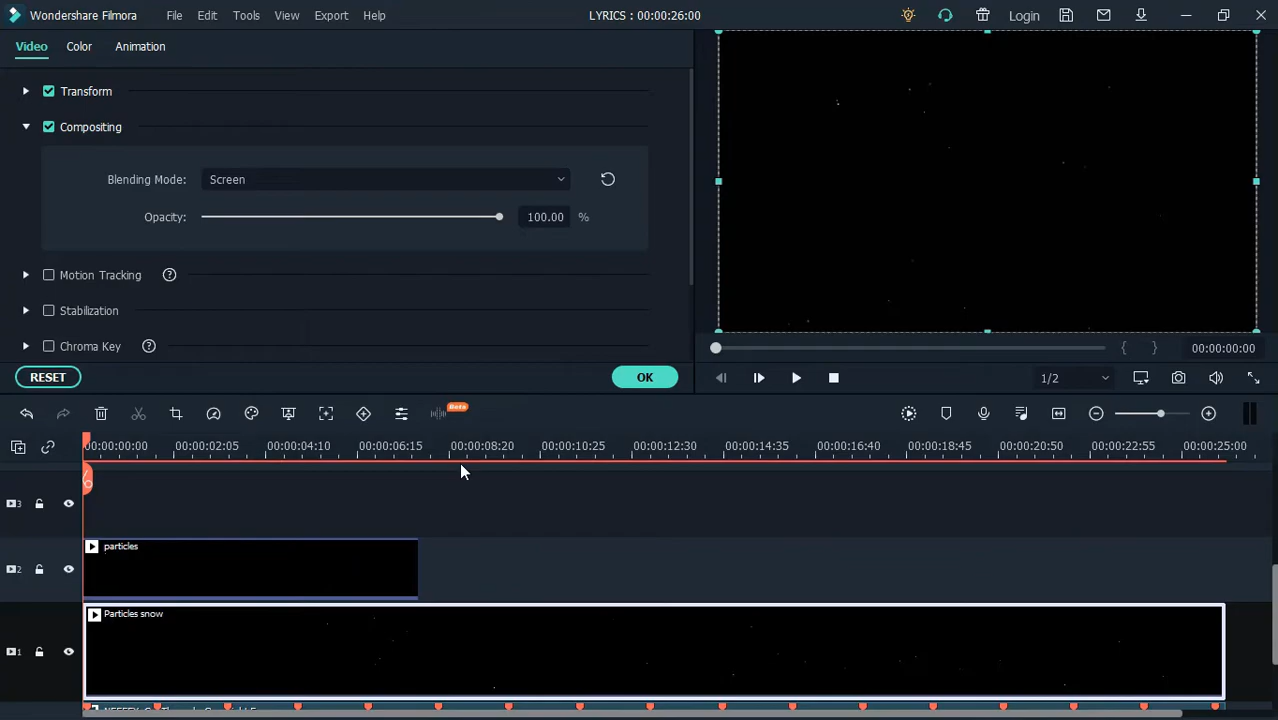 Wondershare Filmora File Edit Tools View Export Help LYRICS : 00:00:26:00 Login
Video Color Animation
Transform
Compositing
Blending Mode: Screen
Opacity: 100.00 %
Motion Tracking ?
Stabilization
Chroma Key ?
RESET OK
00:00:00:00
1/2
Beta
00:00:00:00 00:00:02:05 00:00:04:10 00:00:06:15 00:00:08:20 00:00:10:25 00:00:12:30 00:00:14:35 00:00:16:40 00:00:18:45 00:00:20:50 00:00:22:55 00:00:25:00
3
particles
2
Particles snow
1